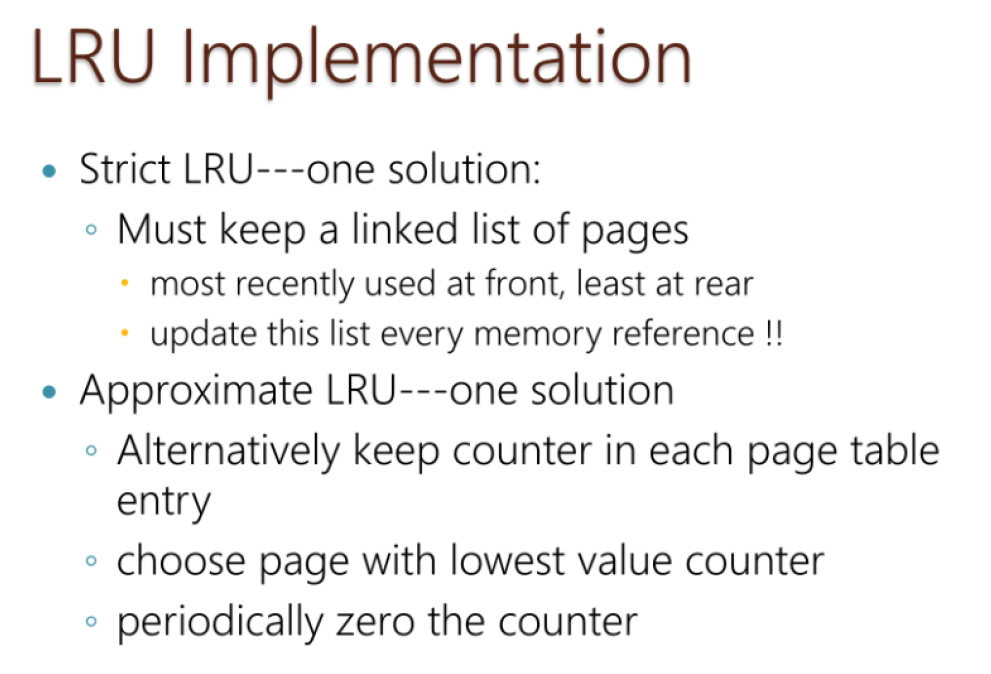 LRU Implementation
• Strict LRU---one solution:
◦ Must keep a linked list of pages
• most recently used at front, least at rear
• update this list every memory reference !!
• Approximate LRU---one solution
◦ Alternatively keep counter in each page table
entry
◦ choose page with lowest value counter
◦ periodically zero the counter